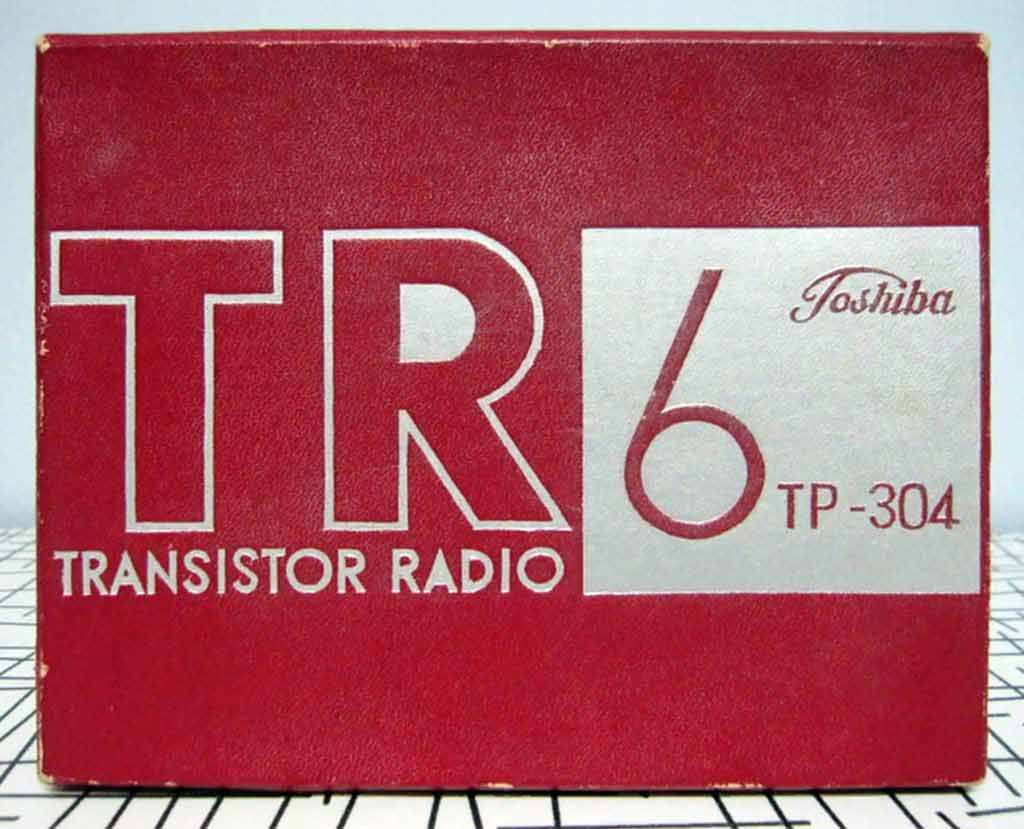 TR
TRANSISTOR RADIO
6
Toshiba
TP-304